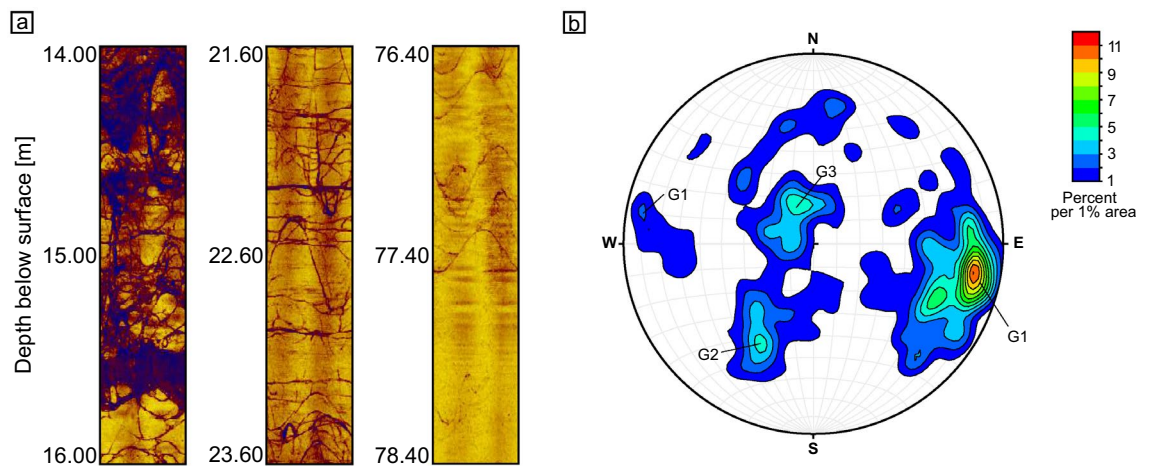 a
14.00
15.00
16.00
21.60
22.60
23.60
76.40
77.40
78.40
Depth below surface [m]
b
N
E
S
W
G1
G3
G2
G1
11
9
7
5
3
1
Percent
per 1% area